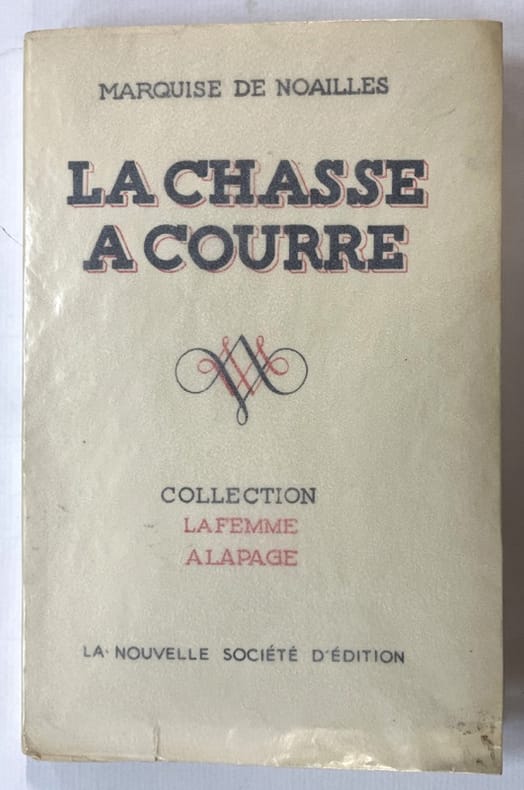 MARQUISE DE NOAILLES
LA CHASSE
A COURRE
COLLECTION
LA FEMME
A LA PAGE
LA NOUVELLE SOCIÉTÉ D'ÉDITION